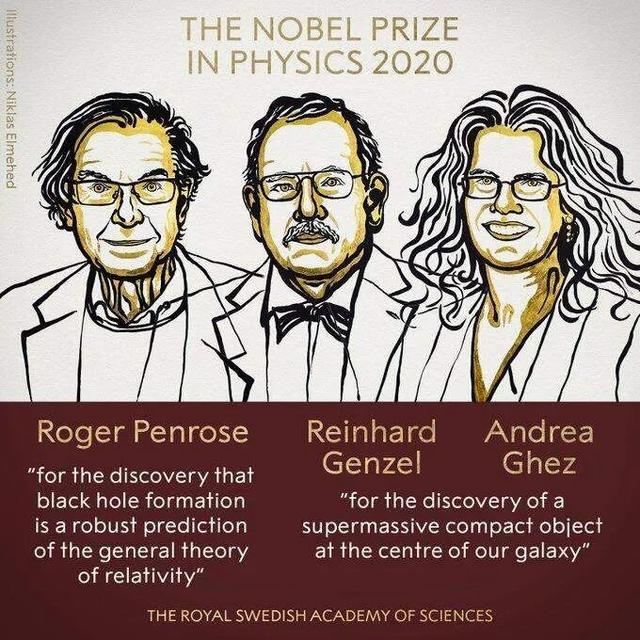 Illustrations: Niklas Elmehed
THE NOBEL PRIZE
IN PHYSICS 2020
Roger Penrose
"for the discovery that
black hole formation
is a robust prediction
of the general theory
of relativity"
Reinhard
Genzel
Andrea
Ghez
"for the discovery of a
supermassive compact object
at the centre of our galaxy"
THE ROYAL SWEDISH ACADEMY OF SCIENCES